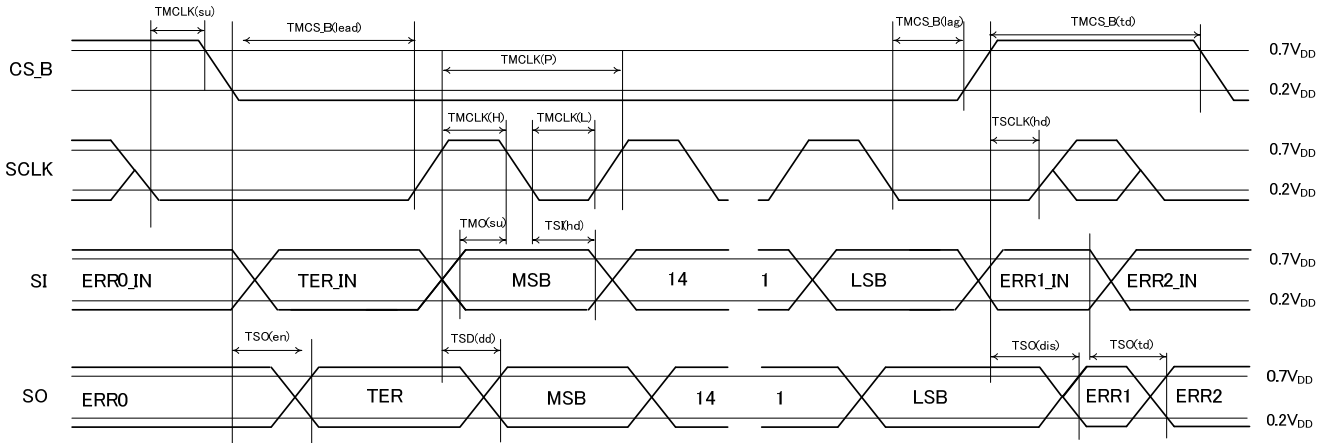 TMCLK(su)
TMCS_B(lead)
TMCS_B(lag)
TMCS_B(td)
CS_B
TMCLK(P)
0.7VDD
0.2VDD
TMCLK(H)
TMCLK(L)
TSCLK(hd)
SCLK
0.7VDD
0.2VDD
TMO(su)
TSI(hd)
SI
ERR0_IN
TER_IN
MSB
14
1
LSB
ERR1_IN
ERR2_IN
0.7VDD
0.2VDD
TSO(en)
TSD(dd)
TSO(dis)
TSO(td)
SO
ERR0
TER
MSB
14
1
LSB
ERR1
ERR2
0.7VDD
0.2VDD